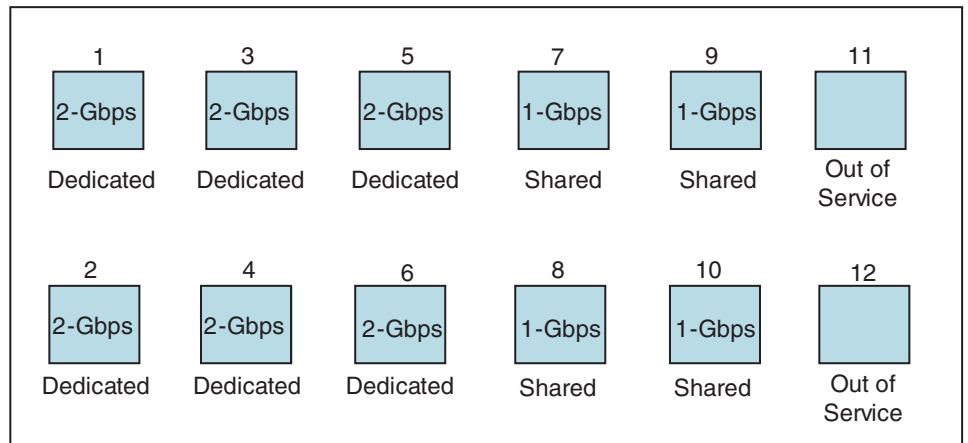 1 3 5 7 9 11
2-Gbps 2-Gbps 2-Gbps 1-Gbps 1-Gbps
Dedicated Dedicated Dedicated Shared Shared Out of
Service
2 4 6 8 10 12
2-Gbps 2-Gbps 2-Gbps 1-Gbps 1-Gbps
Dedicated Dedicated Dedicated Shared Shared Out of
Service